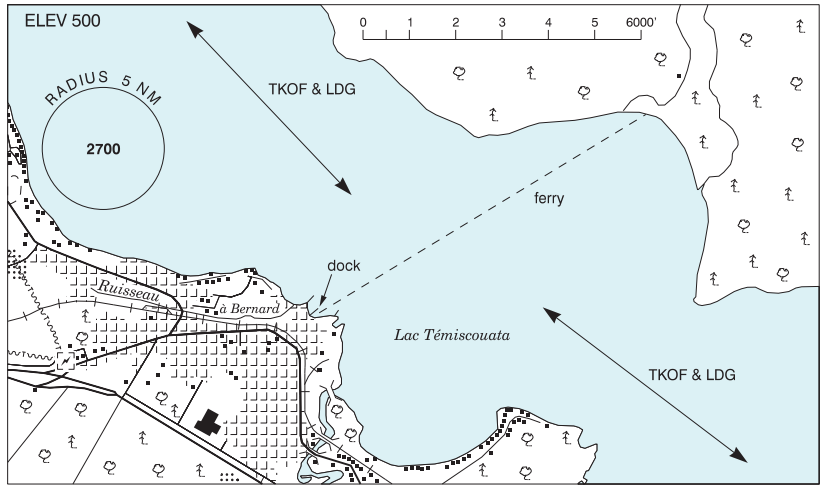 ELEV 500
0 1 2 3 4 5 6000'
RADIUS 5 NM
2700
TKOF & LDG
ferry
dock
Ruisseau
à Bernard
Lac Témiscouata
TKOF & LDG